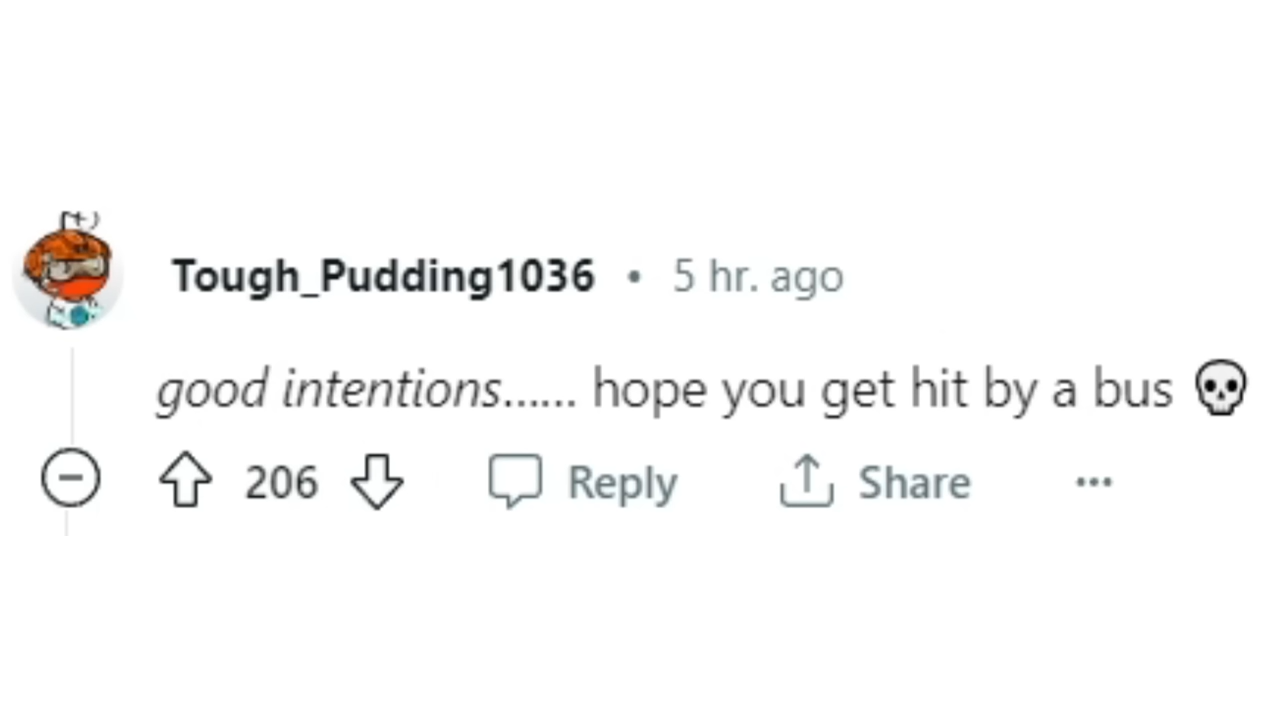 Tough_Pudding1036 • 5 hr. ago
good intentions...... hope you get hit by a bus 💀
206 Reply Share ...